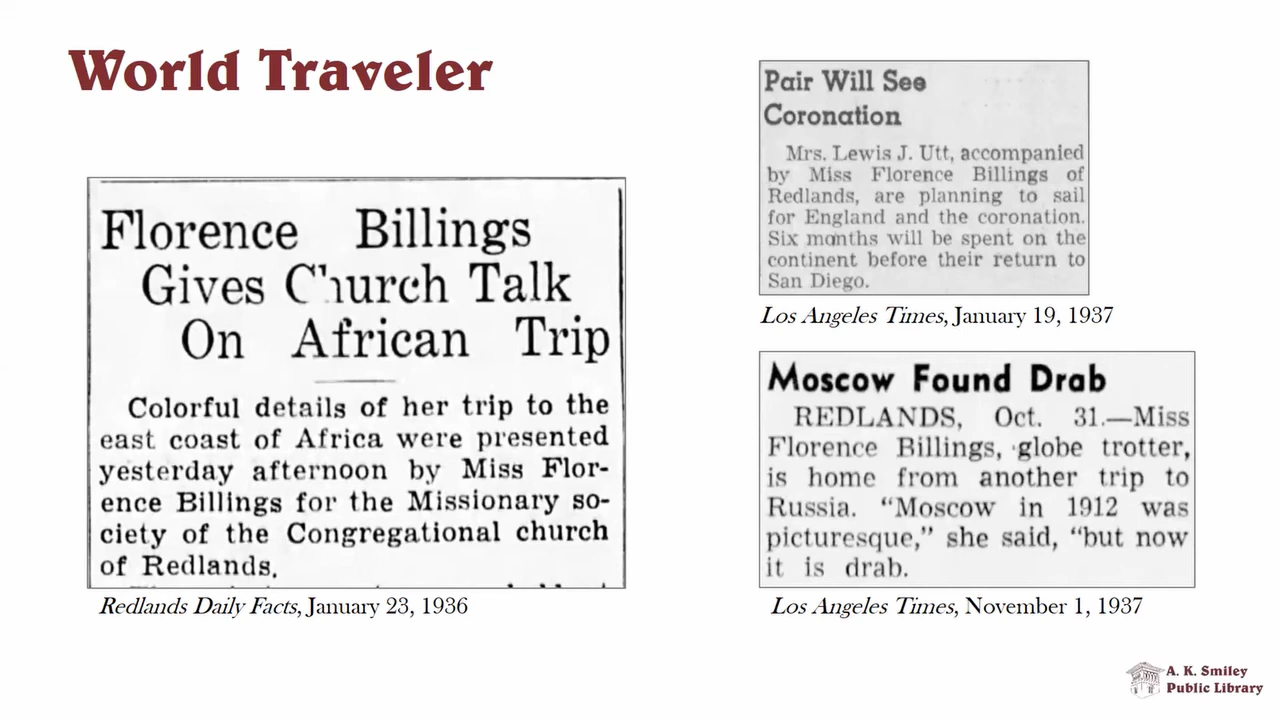 World Traveler
Florence Billings
Gives Church Talk
On African Trip
Colorful details of her trip to the
east coast of Africa were presented
yesterday afternoon by Miss Flor-
ence Billings for the Missionary so-
ciety of the Congregational church
of Redlands.
Redlands Daily Facts, January 23, 1936
Pair Will See
Coronation
Mrs. Lewis J. Utt, accompanied
by Miss Florence Billings of
Redlands, are planning to sail
for England and the coronation.
Six months will be spent on the
continent before their return to
San Diego.
Los Angeles Times, January 19, 1937
Moscow Found Drab
REDLANDS, Oct. 31.—Miss
Florence Billings, globe trotter,
is home from another trip to
Russia. “Moscow in 1912 was
picturesque,” she said, “but now
it is drab.
Los Angeles Times, November 1, 1937
A. K. Smiley
Public Library